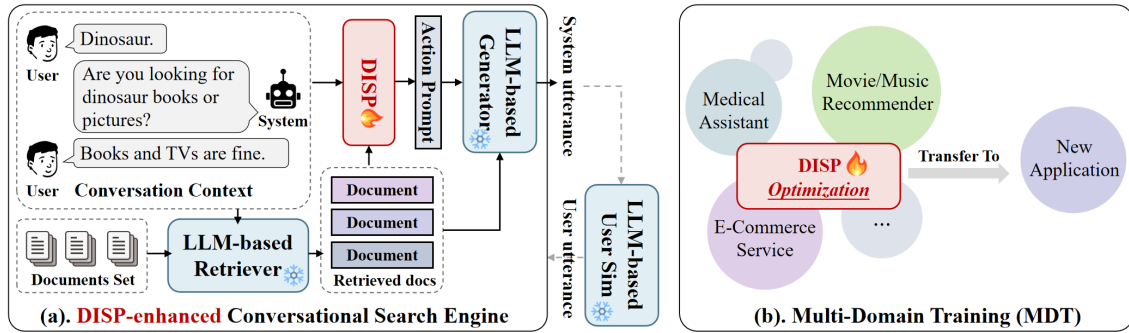 Dinosaur.
User
Are you looking for
dinosaur books or
pictures?
System
Books and TVs are fine.
User
Conversation Context
Documents Set
LLM-based
Retriever
DISP
Action Prompt
LLM-based
Generator
Document
Document
Document
Retrieved docs
System utterance
User utterance
LLM-based
User Sim
(a). DISP-enhanced Conversational Search Engine
Medical
Assistant
Movie/Music
Recommender
DISP
Optimization
E-Commerce
Service
...
Transfer To
New
Application
(b). Multi-Domain Training (MDT)